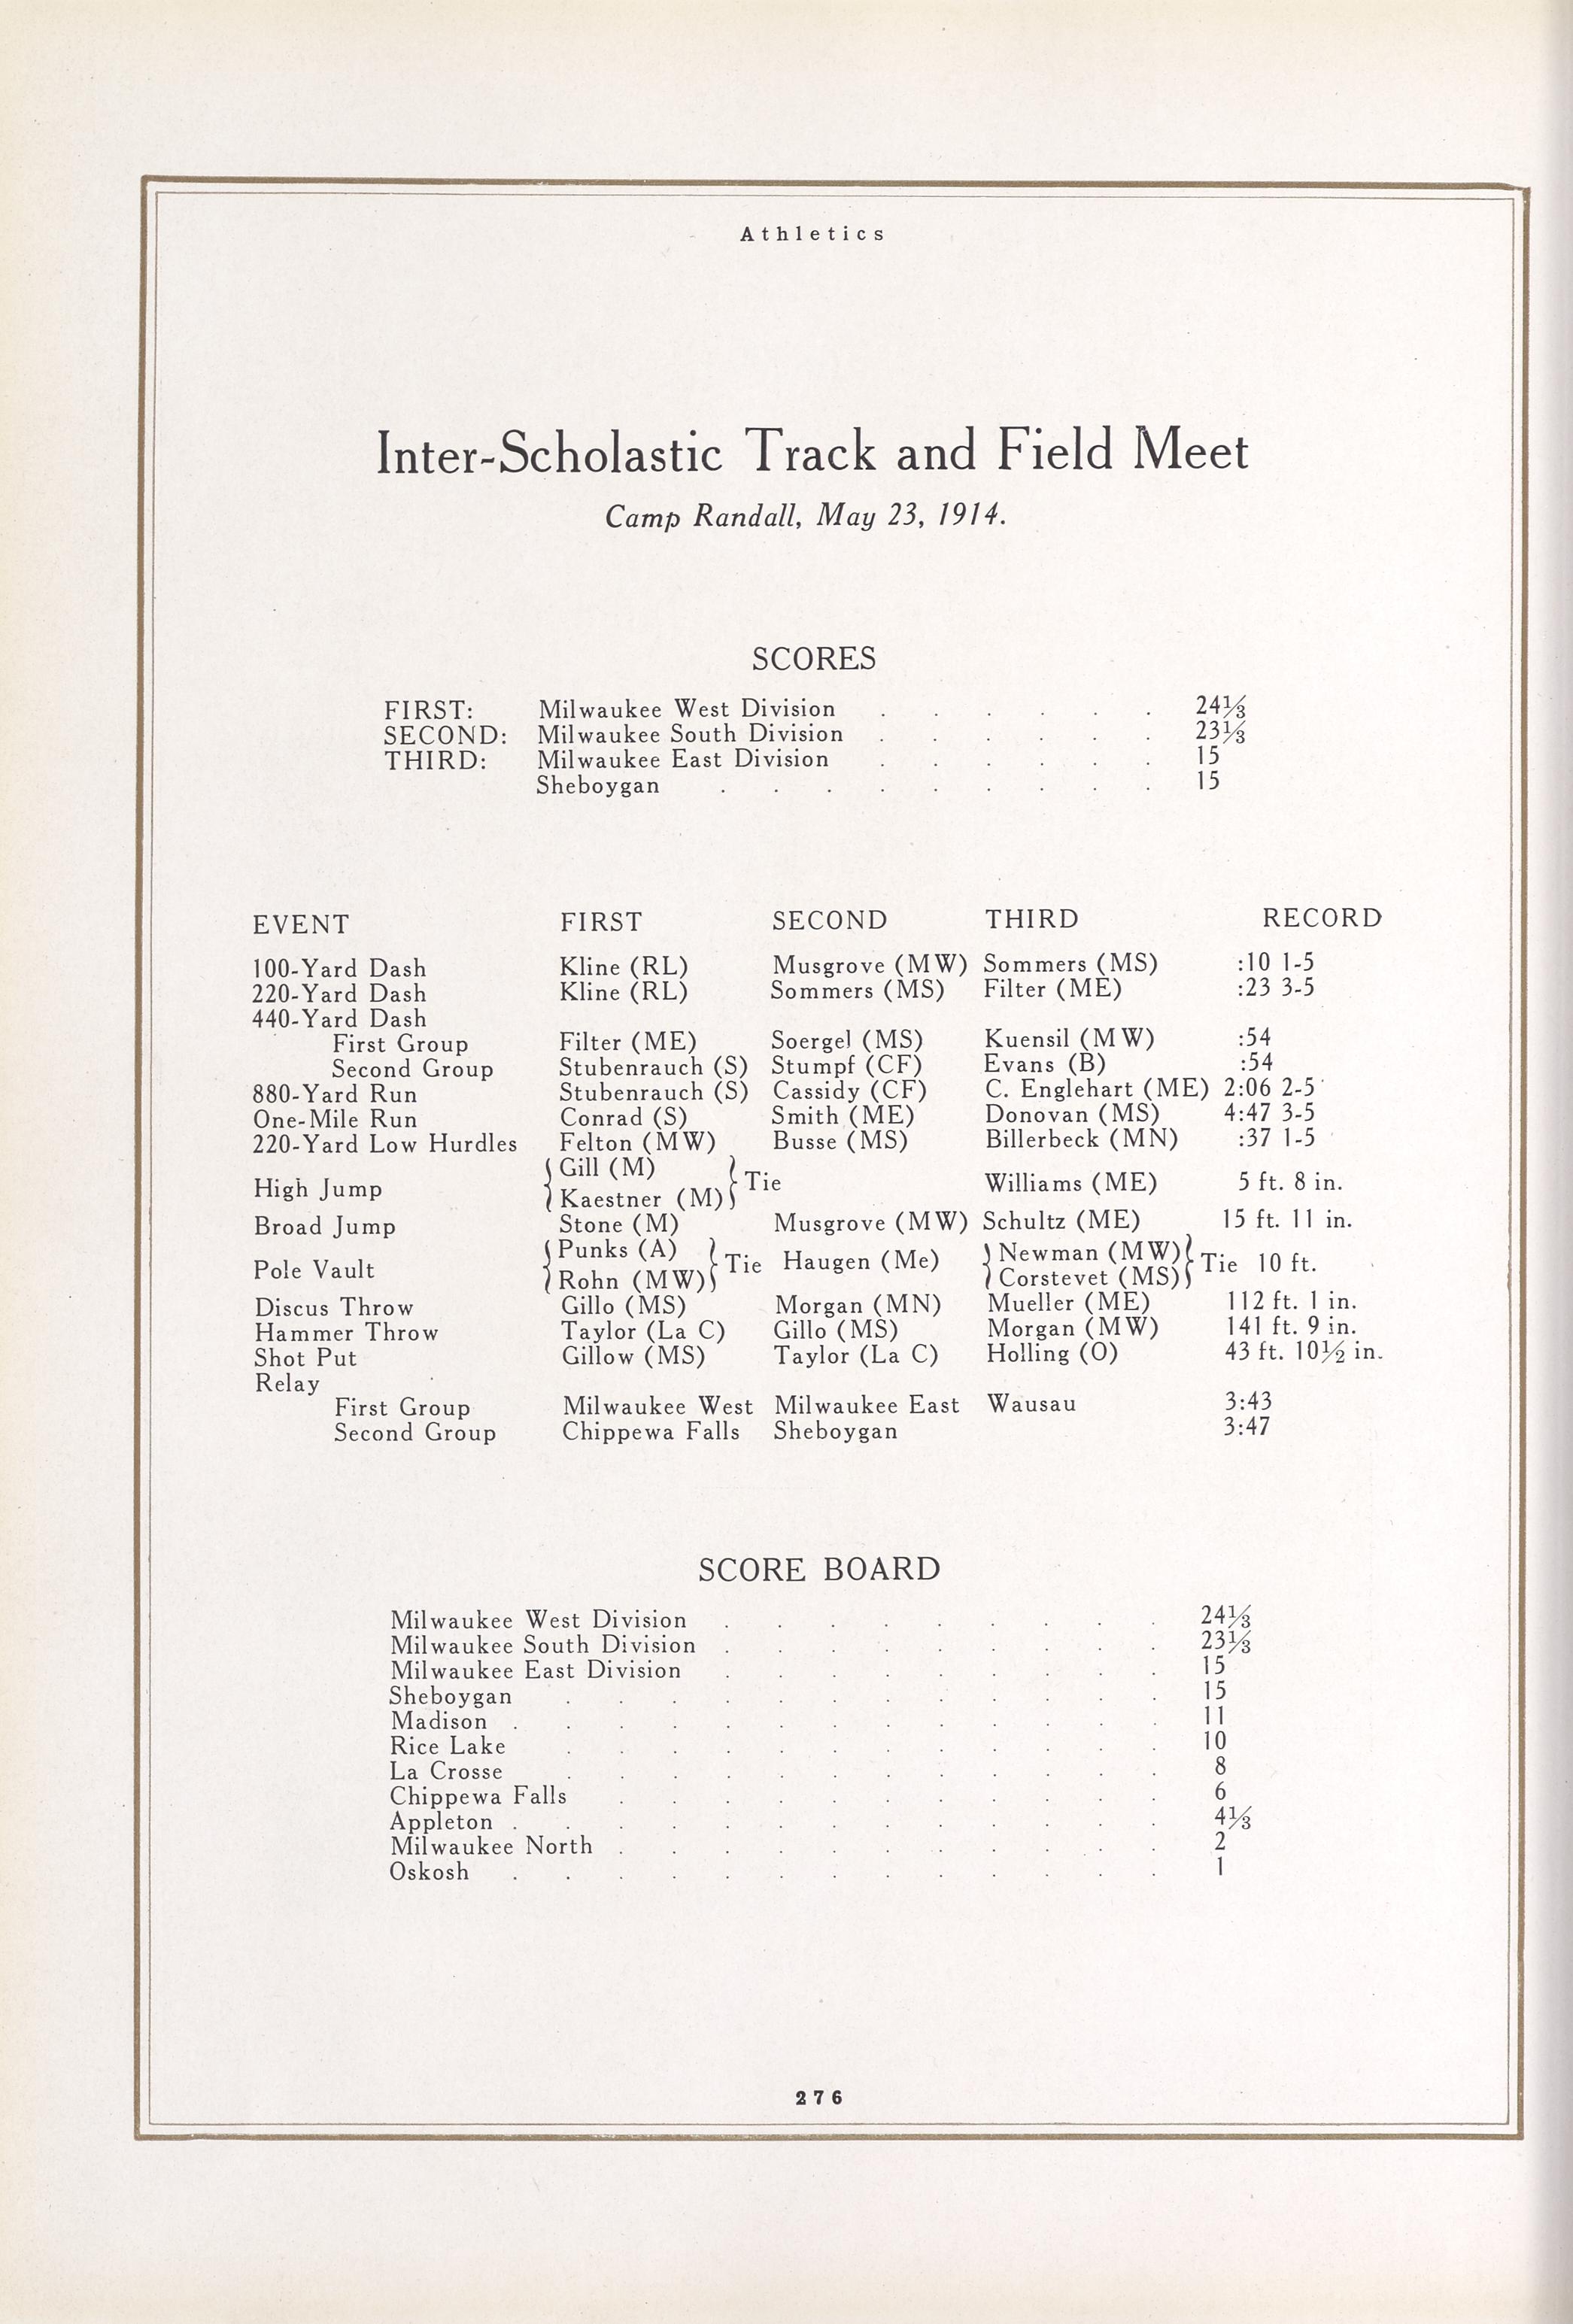 Athletics
Inter-Scholastic Track and Field Meet
Camp Randall, May 23, 1914.
SCORES
FIRST: Milwaukee West Division . . . . . . 24⅓
SECOND: Milwaukee South Division . . . . . . 23⅓
THIRD: Milwaukee East Division . . . . . . 15
Sheboygan . . . . . . . . . 15
EVENT FIRST SECOND THIRD RECORD
100-Yard Dash Kline (RL) Musgrove (MW) Sommers (MS) :10 1-5
220-Yard Dash Kline (RL) Sommers (MS) Filter (ME) :23 3-5
440-Yard Dash
First Group Filter (ME) Soergel (MS) Kuensil (MW) :54
Second Group Stubenrauch (S) Stumpf (CF) Evans (B) :54
880-Yard Run Stubenrauch (S) Cassidy (CF) C. Englehart (ME) 2:06 2-5
One-Mile Run Conrad (S) Smith (ME) Donovan (MS) 4:47 3-5
220-Yard Low Hurdles Felton (MW) Busse (MS) Billerbeck (MN) :37 1-5
High Jump { Gill (M) Kaestner (M) } Tie Williams (ME) 5 ft. 8 in.
Broad Jump Stone (M) Musgrove (MW) Schultz (ME) 15 ft. 11 in.
Pole Vault { Punks (A) Rohn (MW) } Tie Haugen (Me) { Newman (MW) Corstevet (MS) } Tie 10 ft.
Discus Throw Gillo (MS) Morgan (MN) Mueller (ME) 112 ft. 1 in.
Hammer Throw Taylor (La C) Gillo (MS) Morgan (MW) 141 ft. 9 in.
Shot Put Gillow (MS) Taylor (La C) Holling (O) 43 ft. 10½ in.
Relay
First Group Milwaukee West Milwaukee East Wausau 3:43
Second Group Chippewa Falls Sheboygan 3:47
SCORE BOARD
Milwaukee West Division . . . . . . . . . 24⅓
Milwaukee South Division . . . . . . . . . 23⅓
Milwaukee East Division . . . . . . . . . 15
Sheboygan . . . . . . . . . . . . 15
Madison . . . . . . . . . . . . . 11
Rice Lake . . . . . . . . . . . . 10
La Crosse . . . . . . . . . . . . 8
Chippewa Falls . . . . . . . . . . . 6
Appleton . . . . . . . . . . . . . 4⅓
Milwaukee North . . . . . . . . . . . 2
Oskosh . . . . . . . . . . . . . 1
276